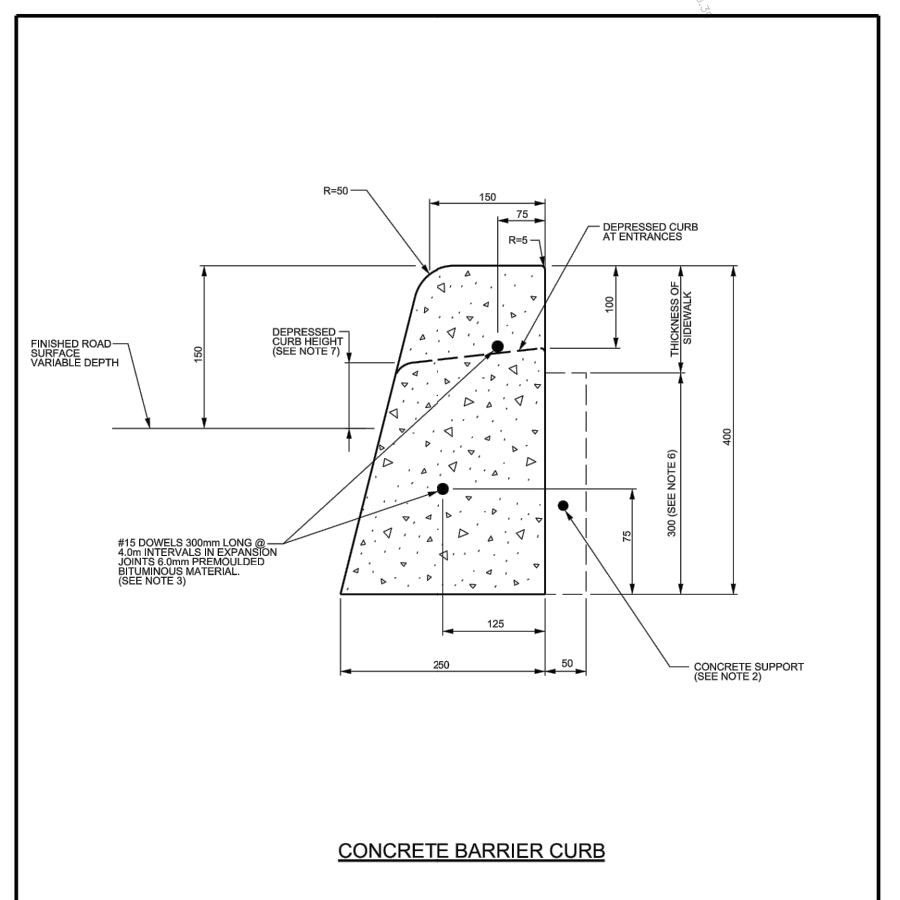 R=50
150
75
R=5
DEPRESSED CURB
AT ENTRANCES
FINISHED ROAD
SURFACE
VARIABLE DEPTH
150
DEPRESSED
CURB HEIGHT
(SEE NOTE 7)
100
THICKNESS OF
SIDEWALK
400
300 (SEE NOTE 6)
75
#15 DOWELS 300mm LONG @
4.0m INTERVALS IN EXPANSION
JOINTS 6.0mm PREMOULDED
BITUMINOUS MATERIAL.
(SEE NOTE 3)
125
250
50
CONCRETE SUPPORT
(SEE NOTE 2)
CONCRETE BARRIER CURB